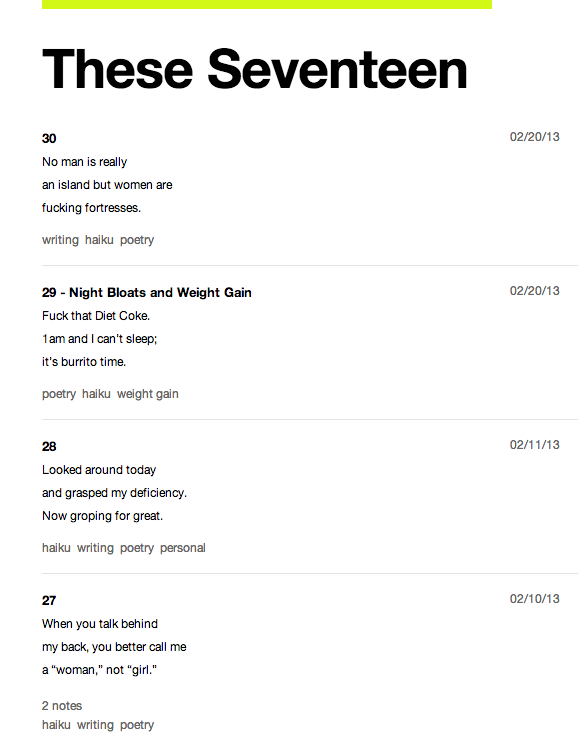 These Seventeen
30 02/20/13
No man is really
an island but women are
fucking fortresses.
writing haiku poetry
29 - Night Bloats and Weight Gain 02/20/13
Fuck that Diet Coke.
1am and I can't sleep;
it's burrito time.
poetry haiku weight gain
28 02/11/13
Looked around today
and grasped my deficiency.
Now groping for great.
haiku writing poetry personal
27 02/10/13
When you talk behind
my back, you better call me
a “woman,” not “girl.”
2 notes
haiku writing poetry